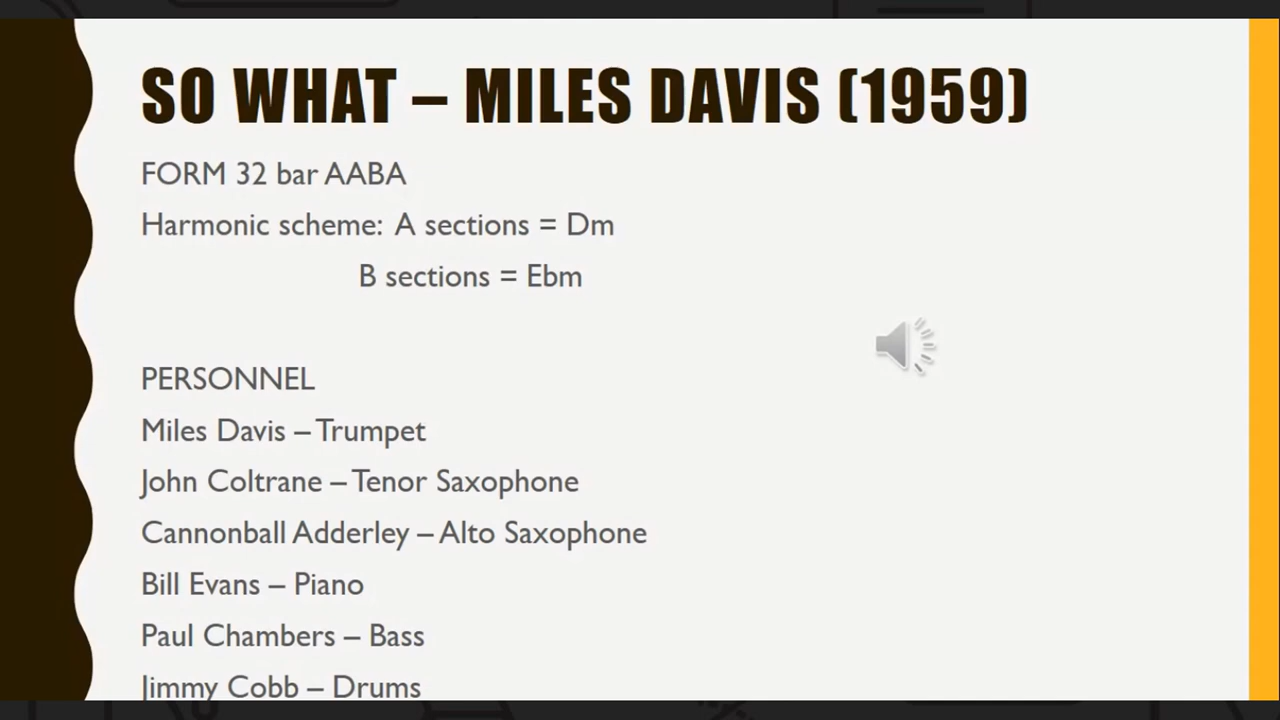 SO WHAT – MILES DAVIS (1959)
FORM 32 bar AABA
Harmonic scheme: A sections = Dm
B sections = Ebm
PERSONNEL
Miles Davis – Trumpet
John Coltrane – Tenor Saxophone
Cannonball Adderley – Alto Saxophone
Bill Evans – Piano
Paul Chambers – Bass
Jimmy Cobb – Drums